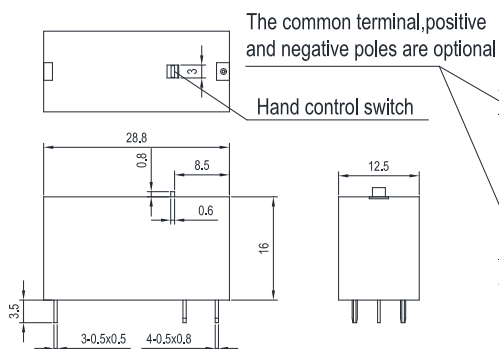 The common terminal,positive
and negative poles are optional
3
Hand control switch
28.8
0.8
8.5
12.5
0.6
16
3.5
3-0.5x0.5
4-0.5x0.8